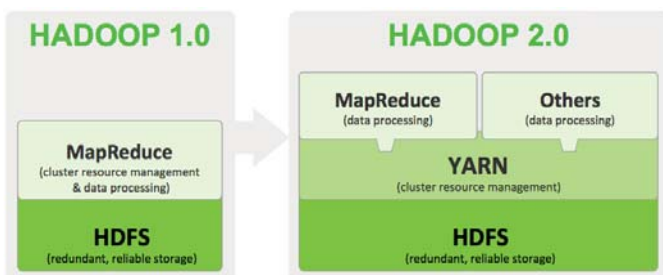 HADOOP 1.0
MapReduce
(cluster resource management
& data processing)
HDFS
(redundant, reliable storage)
HADOOP 2.0
MapReduce
(data processing)
Others
(data processing)
YARN
(cluster resource management)
HDFS
(redundant, reliable storage)